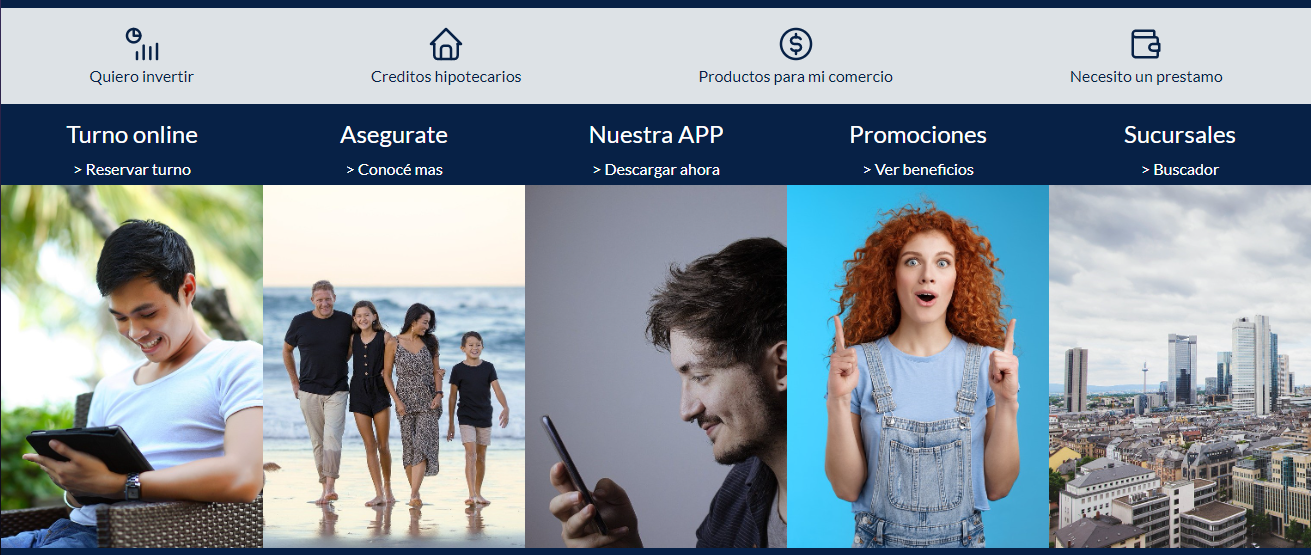 Quiero invertir
Creditos hipotecarios
Productos para mi comercio
Necesito un prestamo
Turno online
Asegurate
Nuestra APP
Promociones
Sucursales
> Reservar turno
> Conocé mas
> Descargar ahora
> Ver beneficios
> Buscador